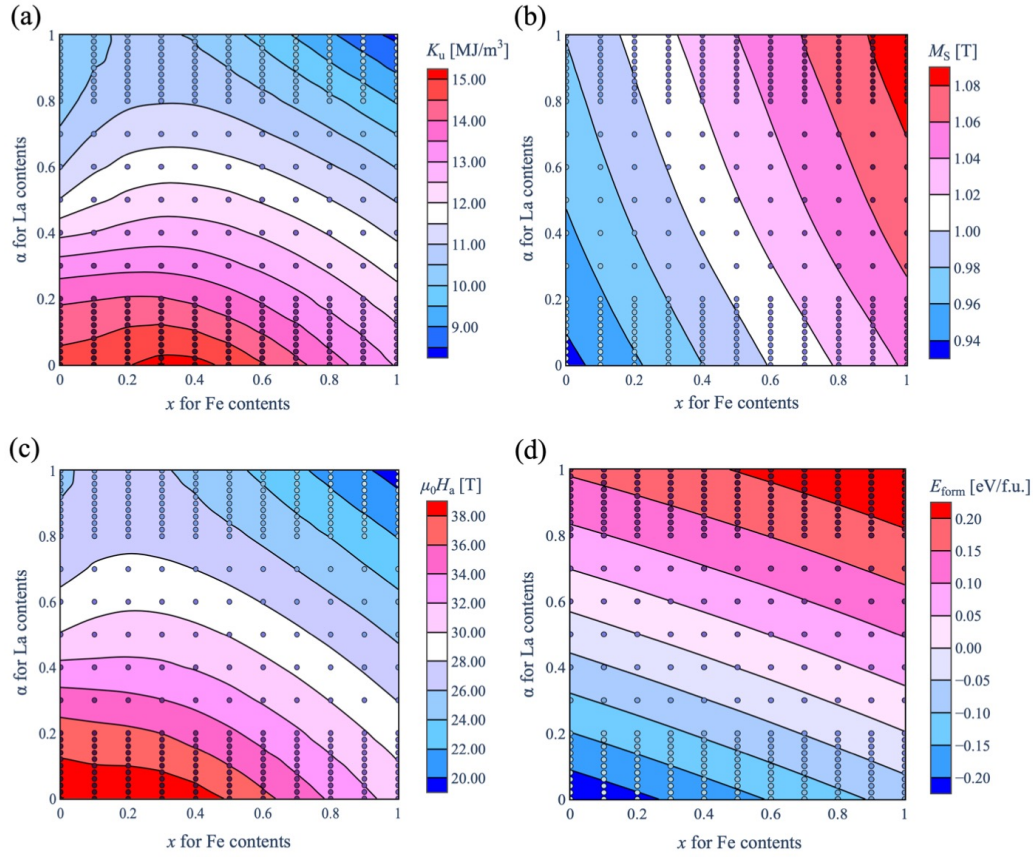 (a)
K_u [MJ/m³]
15.00
14.00
13.00
12.00
11.00
10.00
9.00
1
0.8
0.6
0.4
0.2
0
α for La contents
0 0.2 0.4 0.6 0.8 1
x for Fe contents
(b)
M_S [T]
1.08
1.06
1.04
1.02
1.00
0.98
0.96
0.94
1
0.8
0.6
0.4
0.2
0
α for La contents
0 0.2 0.4 0.6 0.8 1
x for Fe contents
(c)
μ₀H_a [T]
38.00
36.00
34.00
32.00
30.00
28.00
26.00
24.00
22.00
20.00
1
0.8
0.6
0.4
0.2
0
α for La contents
0 0.2 0.4 0.6 0.8 1
x for Fe contents
(d)
E_form [eV/f.u.]
0.20
0.15
0.10
0.05
0.00
−0.05
−0.10
−0.15
−0.20
1
0.8
0.6
0.4
0.2
0
α for La contents
0 0.2 0.4 0.6 0.8 1
x for Fe contents